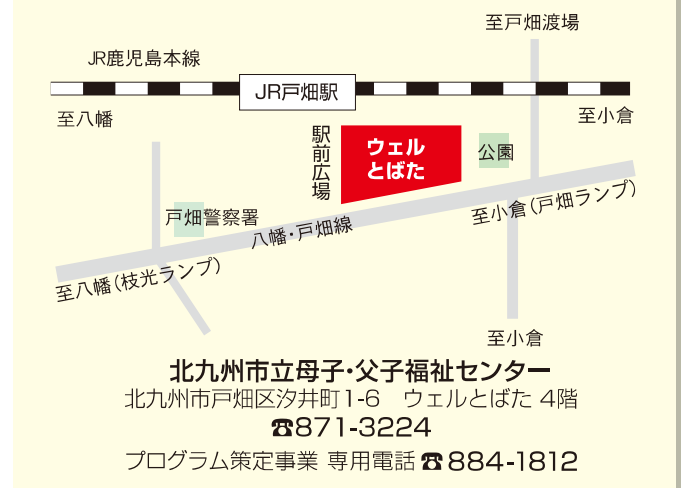 至戸畑渡場
JR鹿児島本線
JR戸畑駅
至八幡
至小倉
駅前広場
ウェル
とばた
公園
戸畑警察署
八幡・戸畑線
至小倉(戸畑ランプ)
至八幡(枝光ランプ)
至小倉
北九州市立母子・父子福祉センター
北九州市戸畑区汐井町1-6　ウェルとばた 4階
☎871-3224
プログラム策定事業 専用電話☎884-1812